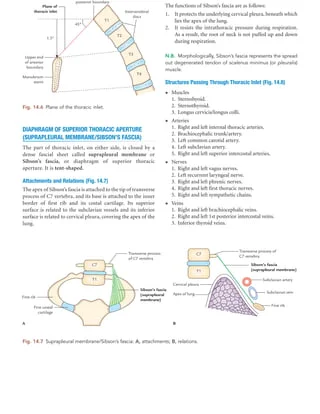 posterior boundary
Plane of
thoracic inlet
Intervertebral
discs
T1
45°
T2
1.5"
T3
Upper end
of anterior
boundary
T4
Manubrium
sterni
Fig. 14.6 Plane of the thoracic inlet.
DIAPHRAGM OF SUPERIOR THORACIC APERTURE
(SUPRAPLEURAL MEMBRANE/SIBSON'S FASCIA)
The part of thoracic inlet, on either side, is closed by a
dense fascial sheet called suprapleural membrane or
Sibson's fascia, or diaphragm of superior thoracic
aperture. It is tent-shaped.
Attachments and Relations (Fig. 14.7)
The apex of Sibson's fascia is attached to the tip of transverse
process of C7 vertebra, and its base is attached to the inner
border of first rib and its costal cartilage. Its superior
surface is related to the subclavian vessels and its inferior
surface is related to cervical pleura, covering the apex of the
lung.
The functions of Sibson's fascia are as follows:
1. It protects the underlying cervical pleura, beneath which
lies the apex of the lung.
2. It resists the intrathoracic pressure during respiration.
As a result, the root of neck is not puffed up and down
during respiration.
N.B. Morphologically, Sibson's fascia represents the spread
out degenerated tendon of scalenus minimus (or pleuralis)
muscle.
Structures Passing Through Thoracic Inlet (Fig. 14.8)
• Muscles
1. Sternohyoid.
2. Sternothyroid.
3. Longus cervicis/longus colli.
• Arteries
1. Right and left internal thoracic arteries.
2. Brachiocephalic trunk/artery.
3. Left common carotid artery.
4. Left subclavian artery.
5. Right and left superior intercostal arteries.
• Nerves
1. Right and left vagus nerves.
2. Left recurrent laryngeal nerve.
3. Right and left phrenic nerves.
4. Right and left first thoracic nerves.
5. Right and left sympathetic chains.
• Veins
1. Right and left brachiocephalic veins.
2. Right and left 1st posterior intercostal veins.
3. Inferior thyroid veins.
Transverse process
of C7 vertebra
C7
T1
Sibson's fascia
(suprapleural
membrane)
First rib
First costal
cartilage
A
Transverse process of
C7 vertebra
C7
Sibson's fascia
(suprapleural membrane)
T1
Subclavian artery
Cervical pleura
Subclavian vein
Apex of lung
First rib
B
Fig. 14.7 Suprapleural membrane/Sibson's fascia: A, attachments; B, relations.